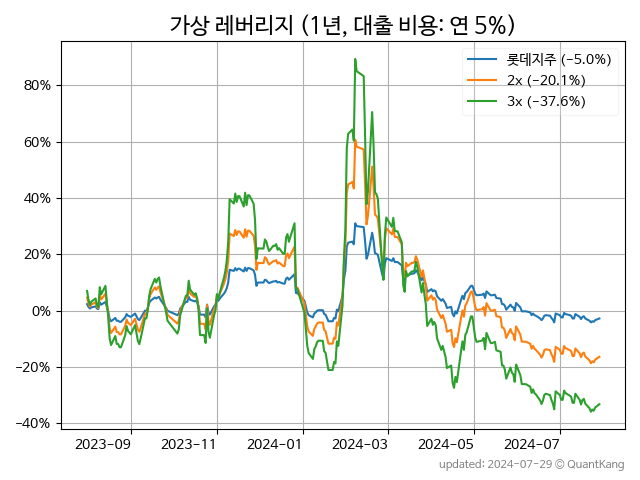 가상 레버리지 (1년, 대출 비용: 연 5%)
롯데지주 (−5.0%)
2x (−20.1%)
3x (−37.6%)
80%
60%
40%
20%
0%
−20%
−40%
2023-09
2023-11
2024-01
2024-03
2024-05
2024-07
updated: 2024-07-29 © QuantKang